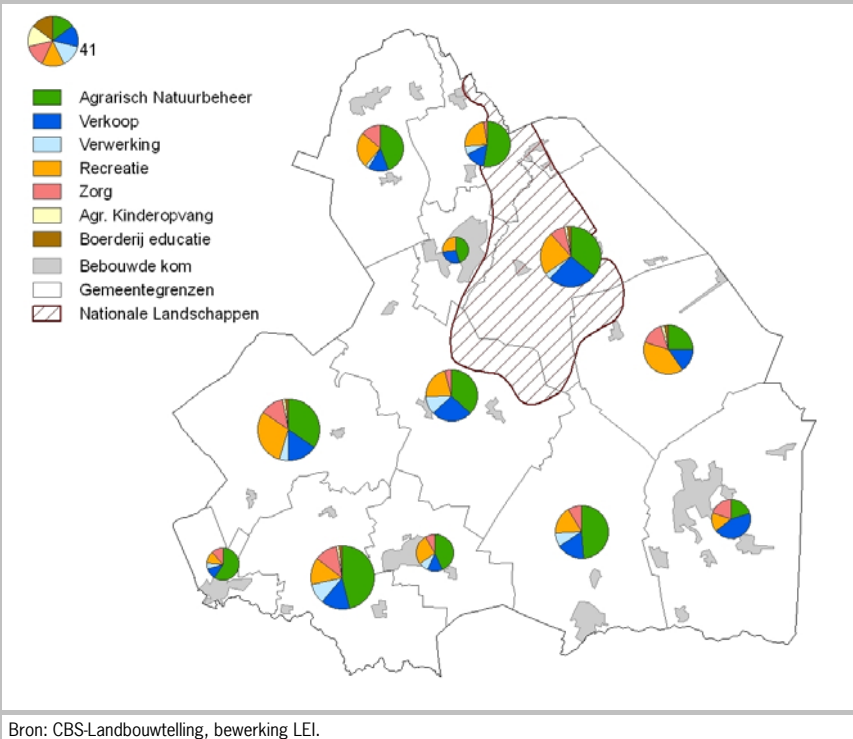 41
Agrarisch Natuurbeheer
Verkoop
Verwerking
Recreatie
Zorg
Agr. Kinderopvang
Boerderij educatie
Bebouwde kom
Gemeentegrenzen
Nationale Landschappen
Bron: CBS-Landbouwtelling, bewerking LEI.